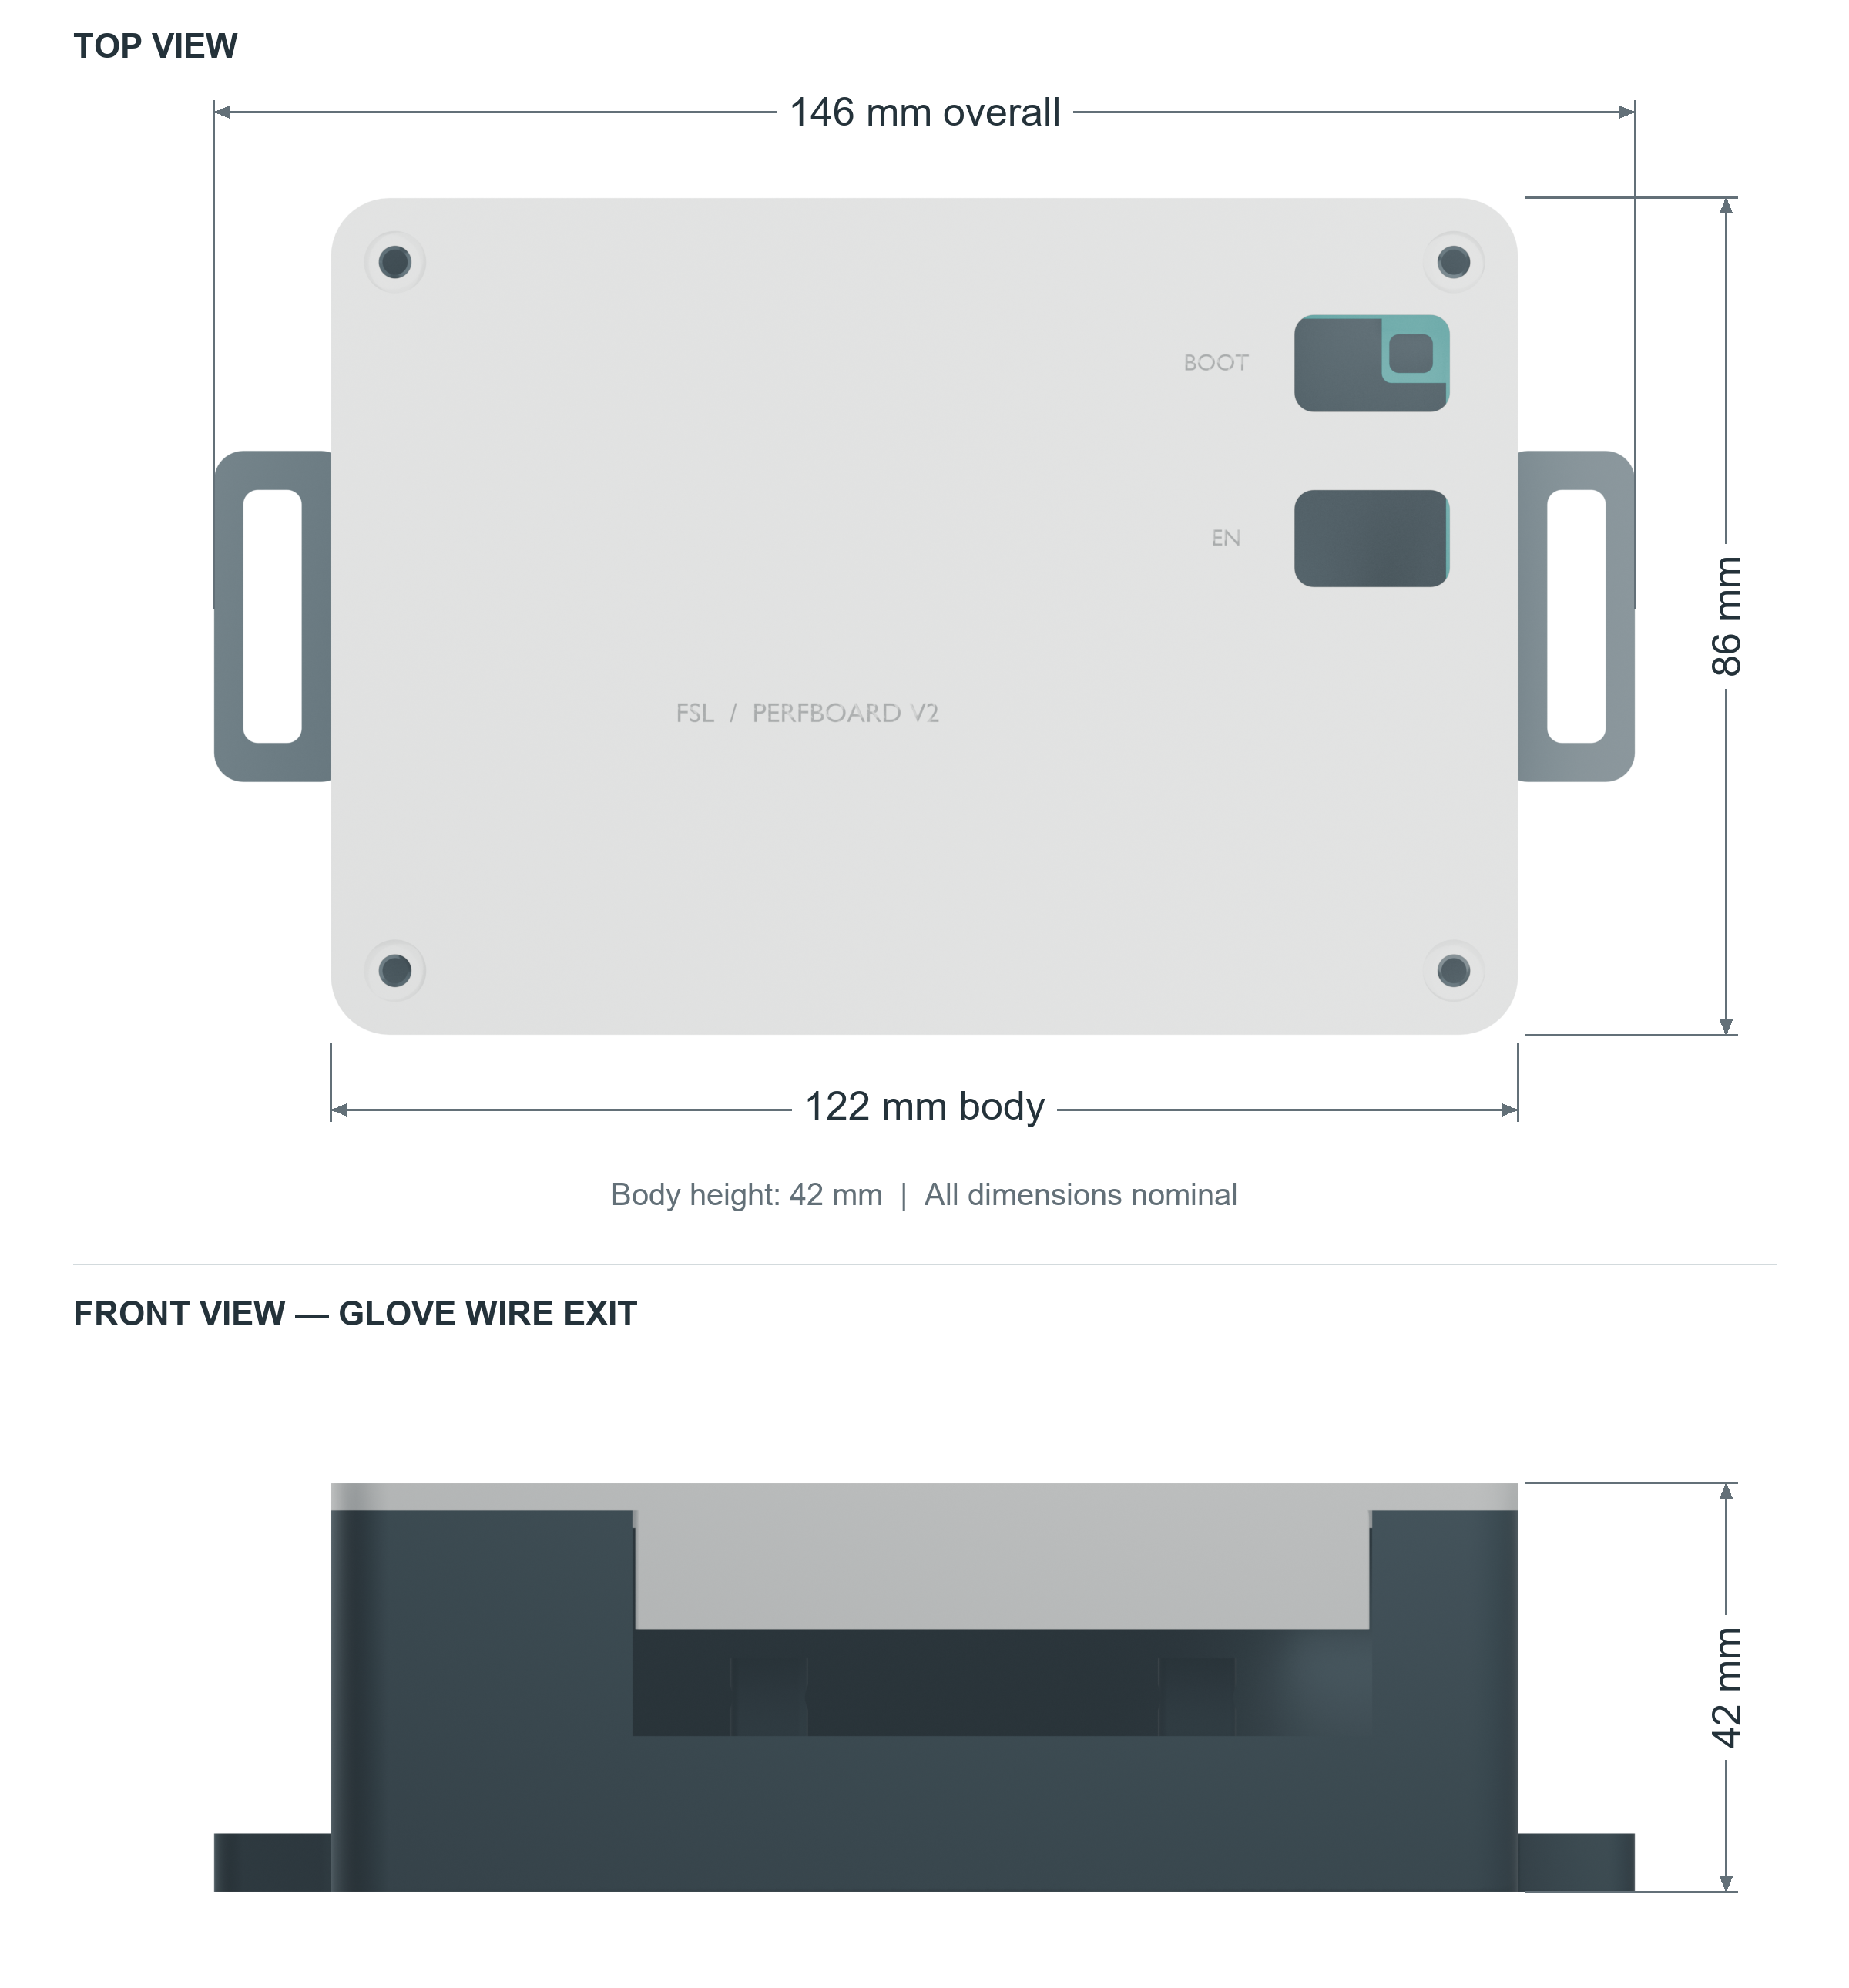 TOP VIEW
146 mm overall
BOOT
EN
86 mm
FSL / PERFBOARD V2
122 mm body
Body height: 42 mm | All dimensions nominal
FRONT VIEW — GLOVE WIRE EXIT
42 mm